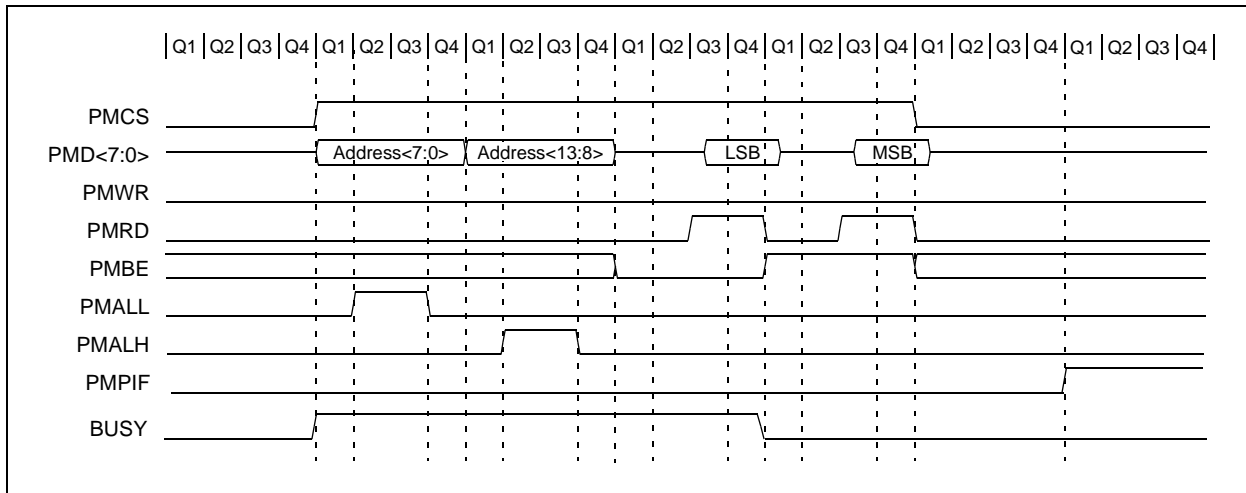 Q1 Q2 Q3 Q4 Q1 Q2 Q3 Q4 Q1 Q2 Q3 Q4 Q1 Q2 Q3 Q4 Q1 Q2 Q3 Q4 Q1 Q2 Q3 Q4 Q1 Q2 Q3 Q4
PMCS
PMD<7:0> Address<7:0> Address<13:8> LSB MSB
PMWR
PMRD
PMBE
PMALL
PMALH
PMPIF
BUSY